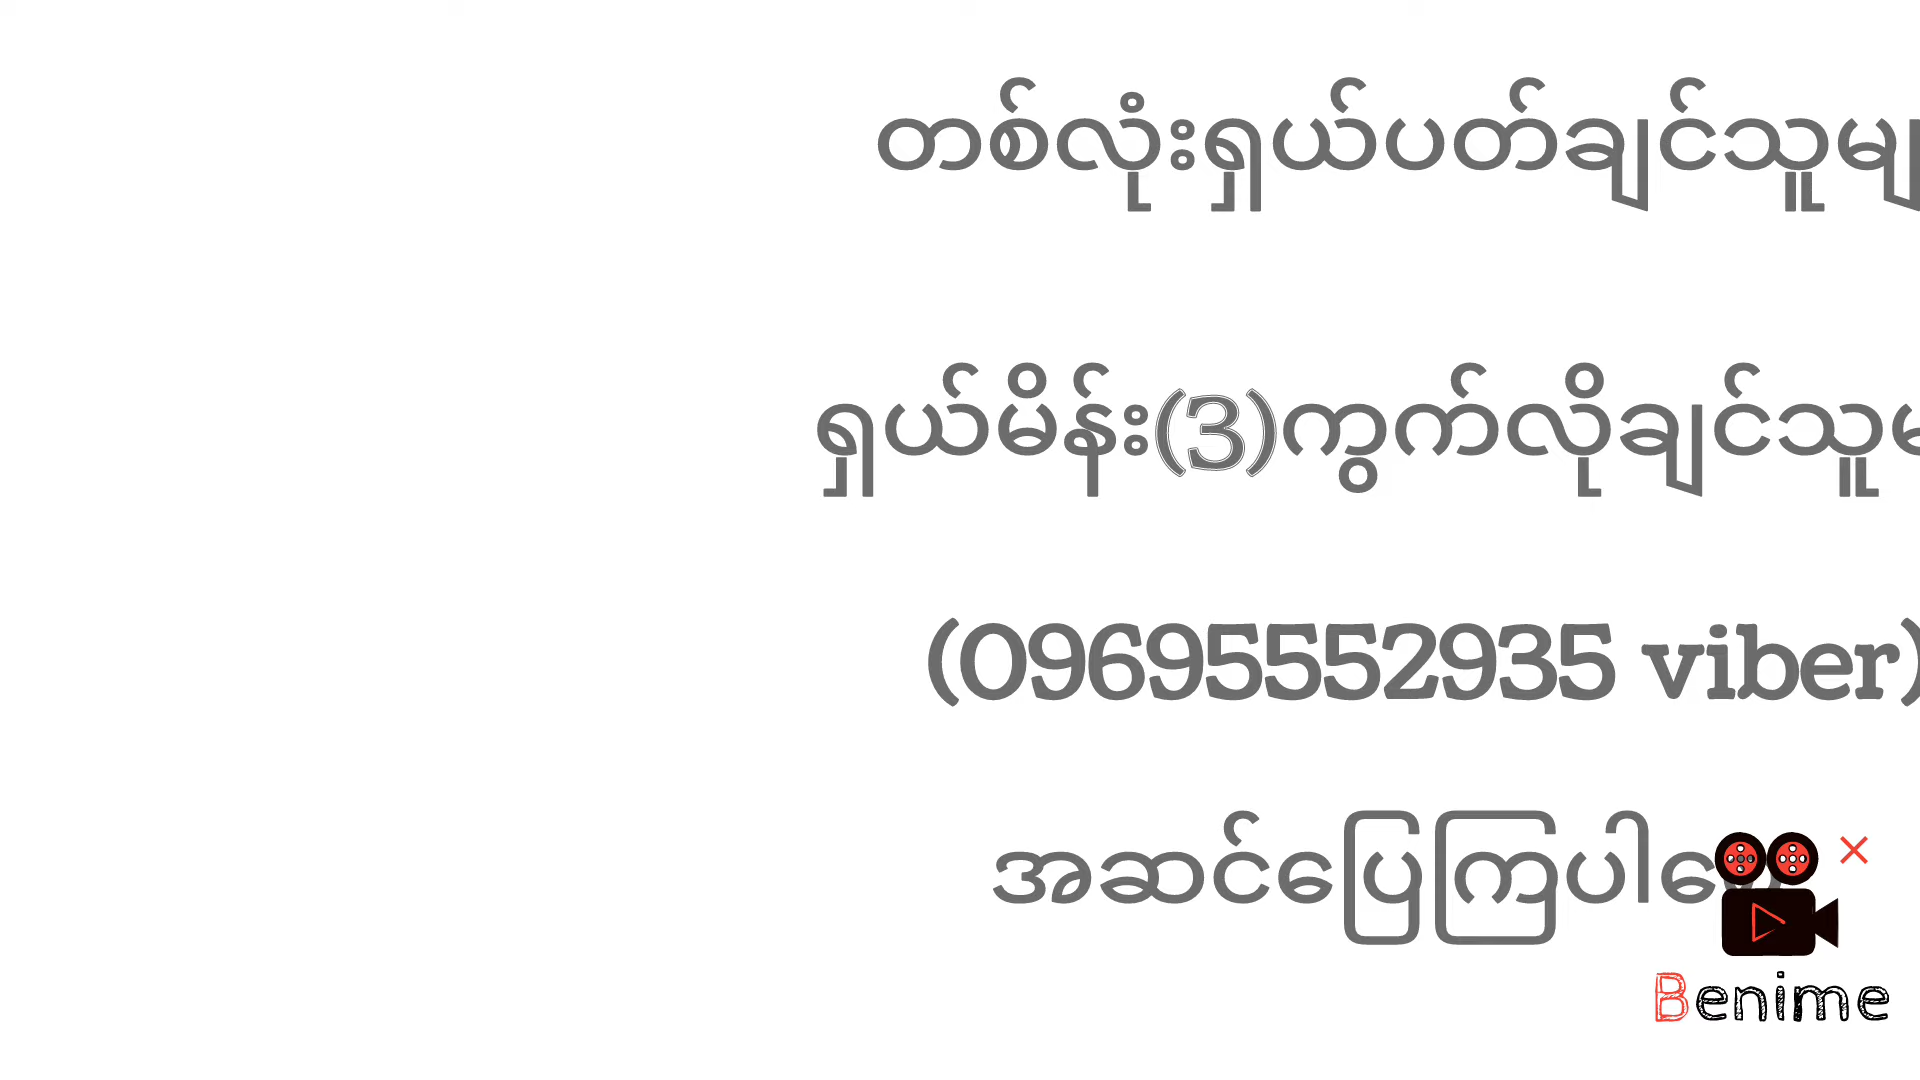 တစ်လုံးရှယ်ပတ်ချင်သူမျ
ရှယ်မိန်း(3)ကွက်လိုချင်သူမ
(09695552935 viber)
အဆင်ပြေကြပါ
Benime